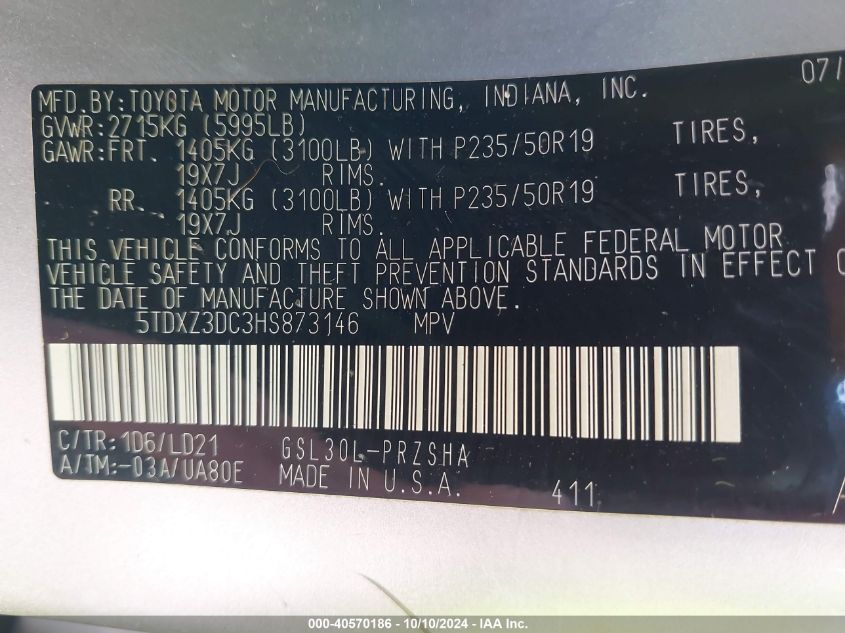 07/
MFD.BY:TOYOTA MOTOR MANUFACTURING, INDIANA, INC.
GVWR:2715KG (5995LB)
GAWR:FRT. 1405KG (3100LB) WITH P235/50R19 TIRES,
19X7J RIMS.
RR. 1405KG (3100LB) WITH P235/50R19 TIRES,
19X7J RIMS.
THIS VEHICLE CONFORMS TO ALL APPLICABLE FEDERAL MOTOR
VEHICLE SAFETY AND THEFT PREVENTION STANDARDS IN EFFECT
THE DATE OF MANUFACTURE SHOWN ABOVE.
5TDXZ3DC3HS873146 MPV
C/TR:1D6/LD21 GSL30L-PRZSHA
A/TM:-03A/UA80E MADE IN U.S.A. 411
000-40570186 - 10/10/2024 - IAA Inc.